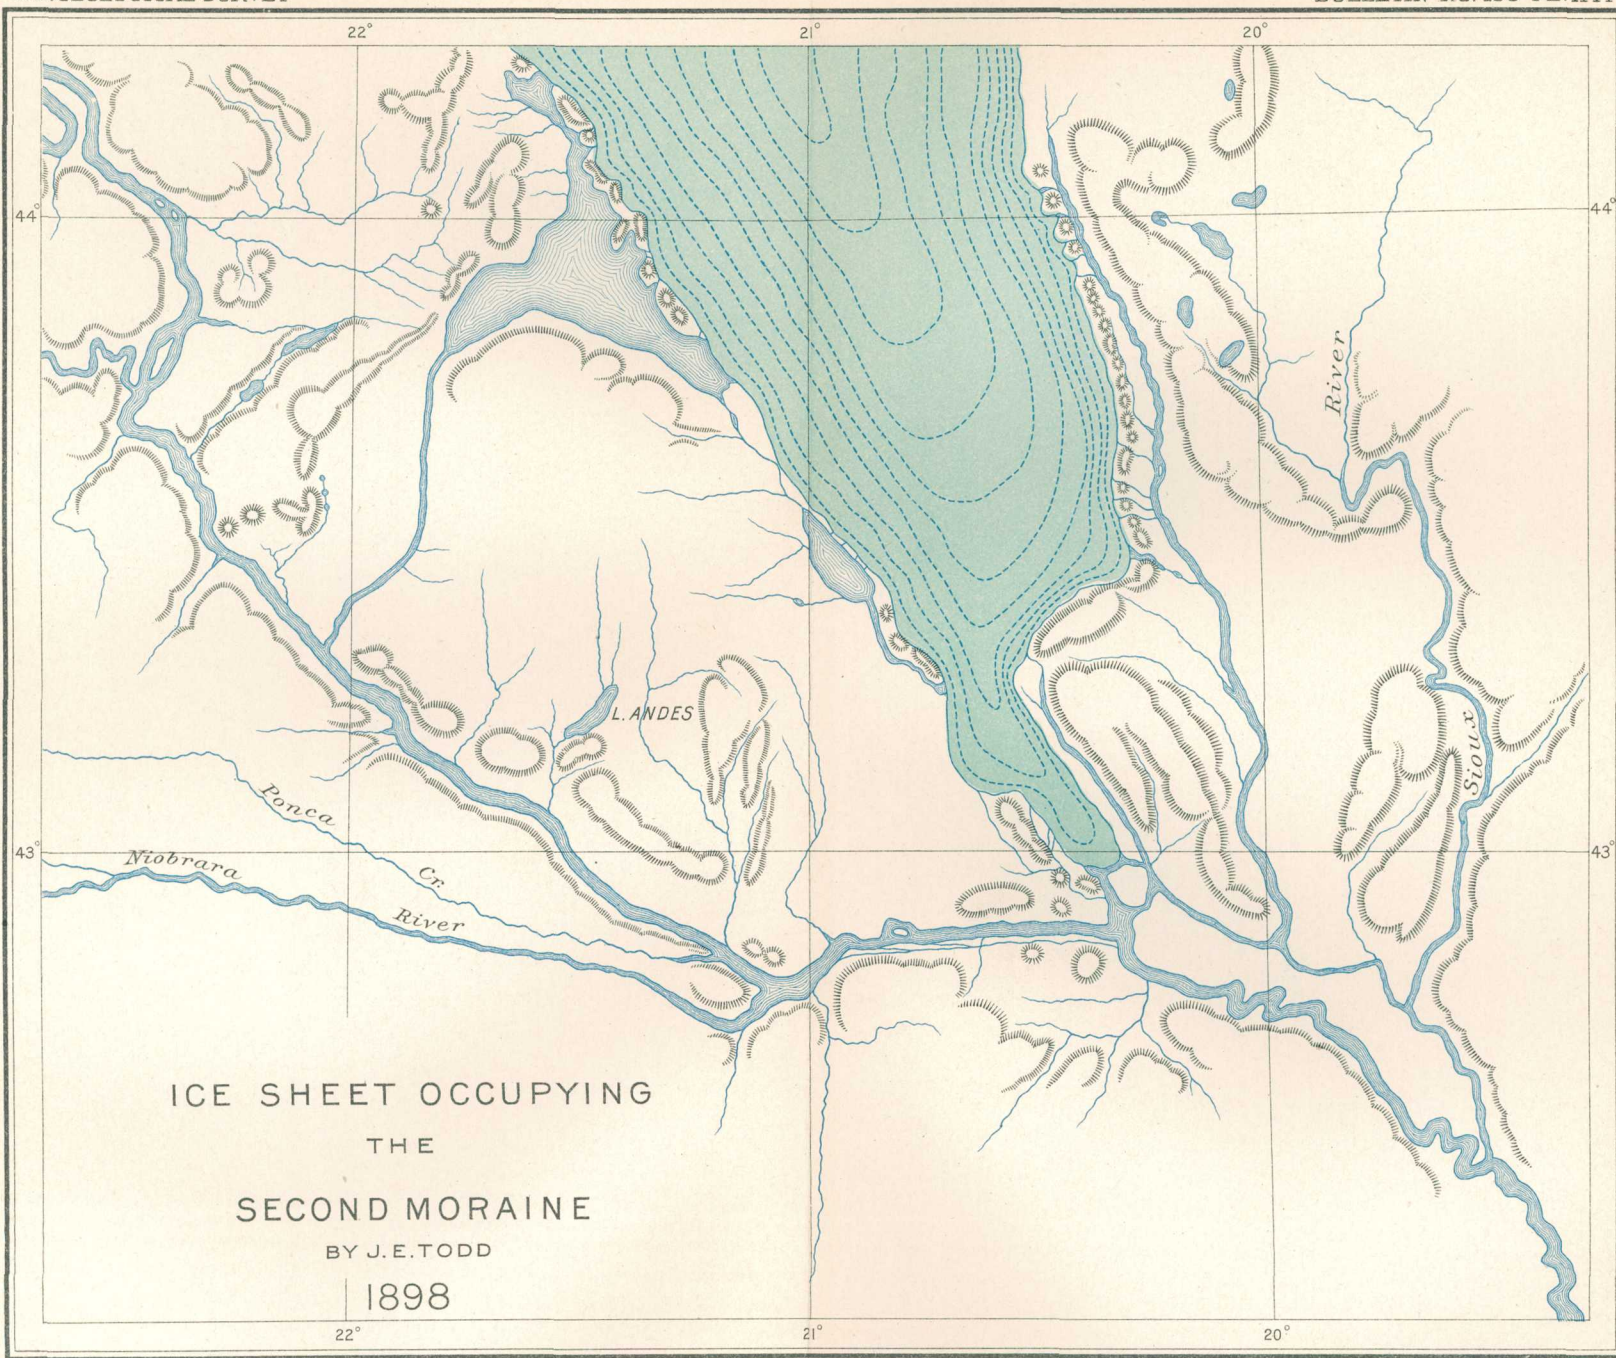 22° 21° 20°
44° 44°
River
L. ANDES
Sioux
Ponca
Cr.
43° 43°
Niobrara
River
ICE SHEET OCCUPYING
THE
SECOND MORAINE
BY J. E. TODD
1898
22° 21° 20°